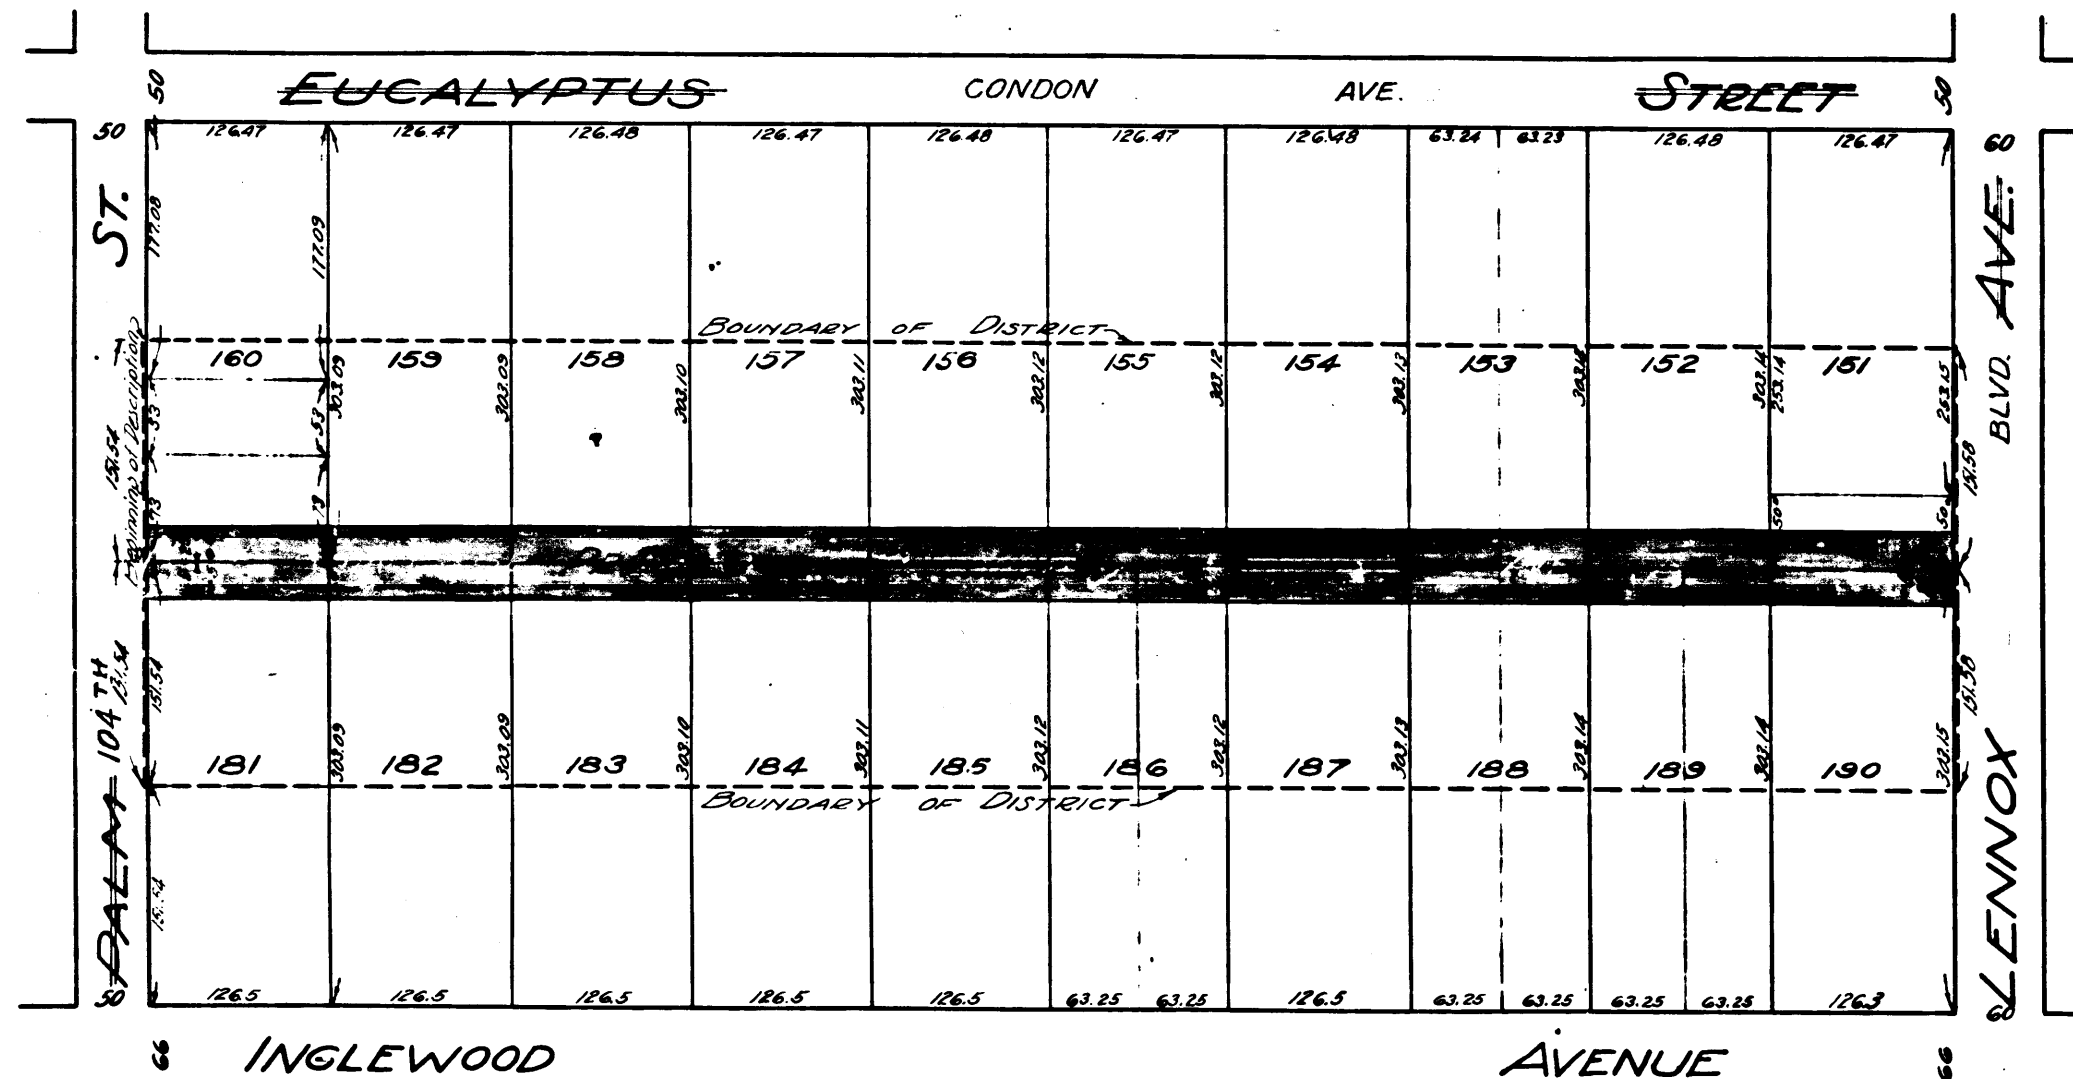 50 EUCALYPTUS CONDON AVE. STREET 50
50 126.47 126.47 126.48 126.47 126.48 126.47 126.48 63.24 63.23 126.48 126.47 60
ST.
177.08
177.09
AVE.
BLVD.
BOUNDARY OF DISTRICT
160 159 158 157 156 155 154 153 152 151
303.09 303.09 303.10 303.11 303.12 303.12 303.13 303.14 303.14 253.14 253.15
53 53
151.54
Beginning of Description
151.58
73 73 50 50
PALM 104TH
151.54
151.54
151.58
303.09 303.09 303.10 303.11 303.12 303.12 303.13 303.14 303.14 303.15
181 182 183 184 185 186 187 188 189 190
BOUNDARY OF DISTRICT
LENNOX
151.54
50 126.5 126.5 126.5 126.5 126.5 63.25 63.25 126.5 63.25 63.25 63.25 63.25 126.3 60
66 INGLEWOOD AVENUE 66